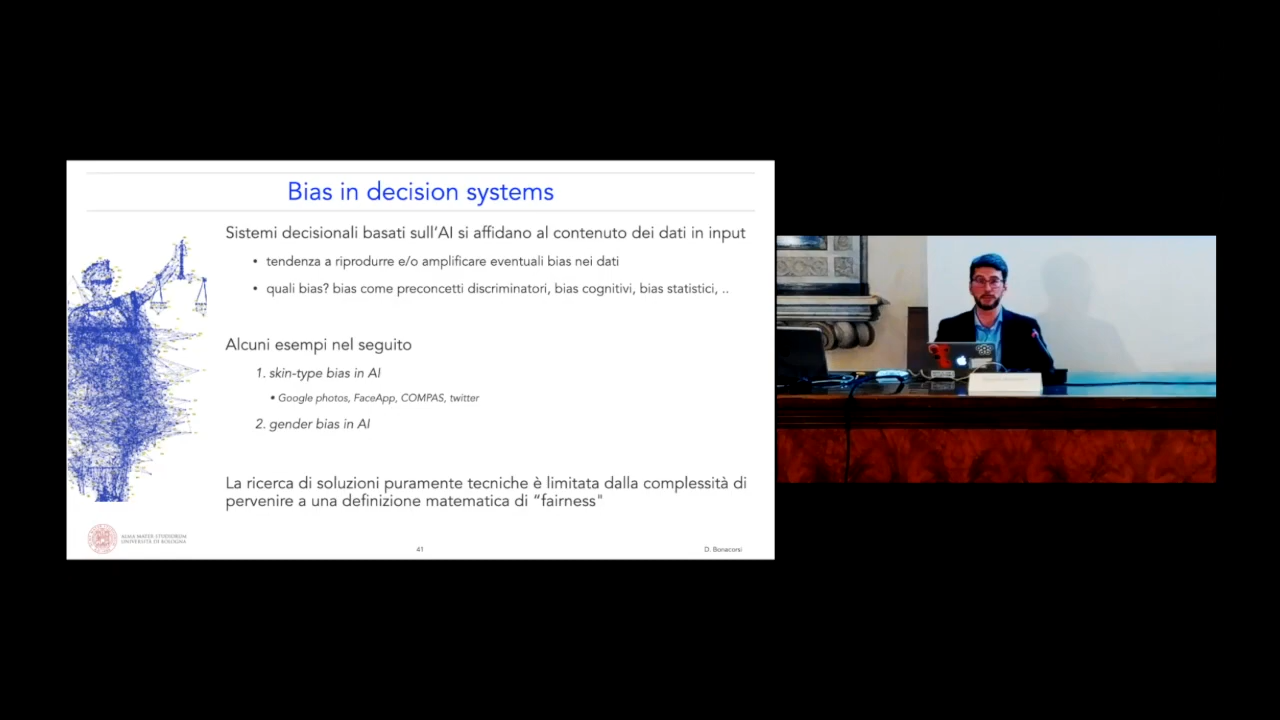 Bias in decision systems
Sistemi decisionali basati sull'AI si affidano al contenuto dei dati in input
• tendenza a riprodurre e/o amplificare eventuali bias nei dati
• quali bias? bias come preconcetti discriminatori, bias cognitivi, bias statistici, ..
Alcuni esempi nel seguito
1. skin-type bias in AI
• Google photos, FaceApp, COMPAS, twitter
2. gender bias in AI
La ricerca di soluzioni puramente tecniche è limitata dalla complessità di
pervenire a una definizione matematica di “fairness"
ALMA MATER STUDIORUM
UNIVERSITÀ DI BOLOGNA
41
D. Bonacorsi